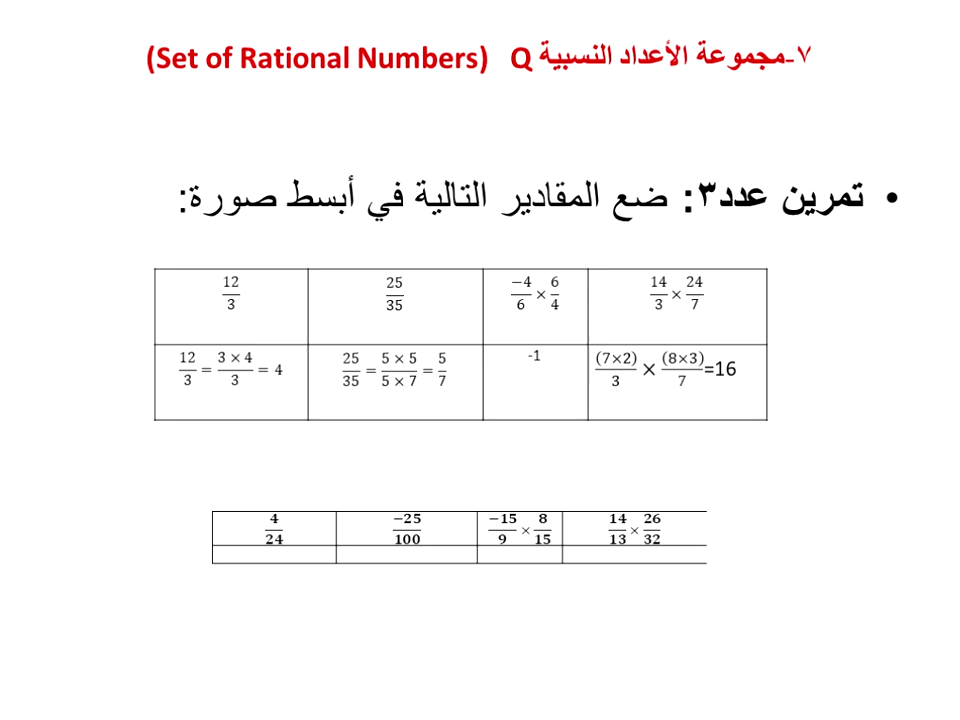 ٧-مجموعة الأعداد النسبية Q (Set of Rational Numbers)
• تمرين عدد٣: ضع المقادير التالية في أبسط صورة:
12/3 25/35 −4/6 × 6/4 14/3 × 24/7
12/3 = 3 × 4/3 = 4 25/35 = 5 × 5/5 × 7 = 5/7 -1 (7×2)/3 × (8×3)/7 =16
4/24 −25/100 −15/9 × 8/15 14/13 × 26/32